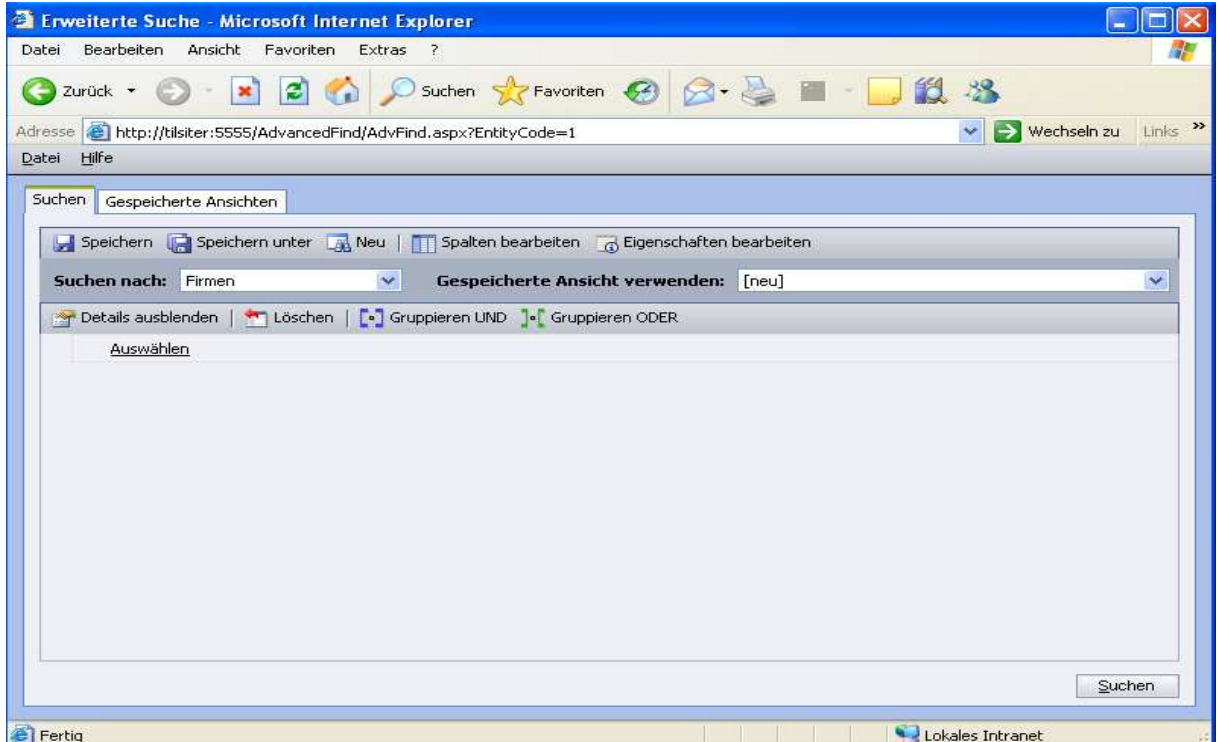 Erweiterte Suche - Microsoft Internet Explorer
Datei Bearbeiten Ansicht Favoriten Extras ?
Zurück Suchen Favoriten
Adresse http://tilsiter:5555/AdvancedFind/AdvFind.aspx?EntityCode=1 Wechseln zu Links »
Datei Hilfe
Suchen Gespeicherte Ansichten
Speichern Speichern unter Neu | Spalten bearbeiten Eigenschaften bearbeiten
Suchen nach: Firmen Gespeicherte Ansicht verwenden: [neu]
Details ausblenden | Löschen | Gruppieren UND Gruppieren ODER
Auswählen
Suchen
Fertig Lokales Intranet